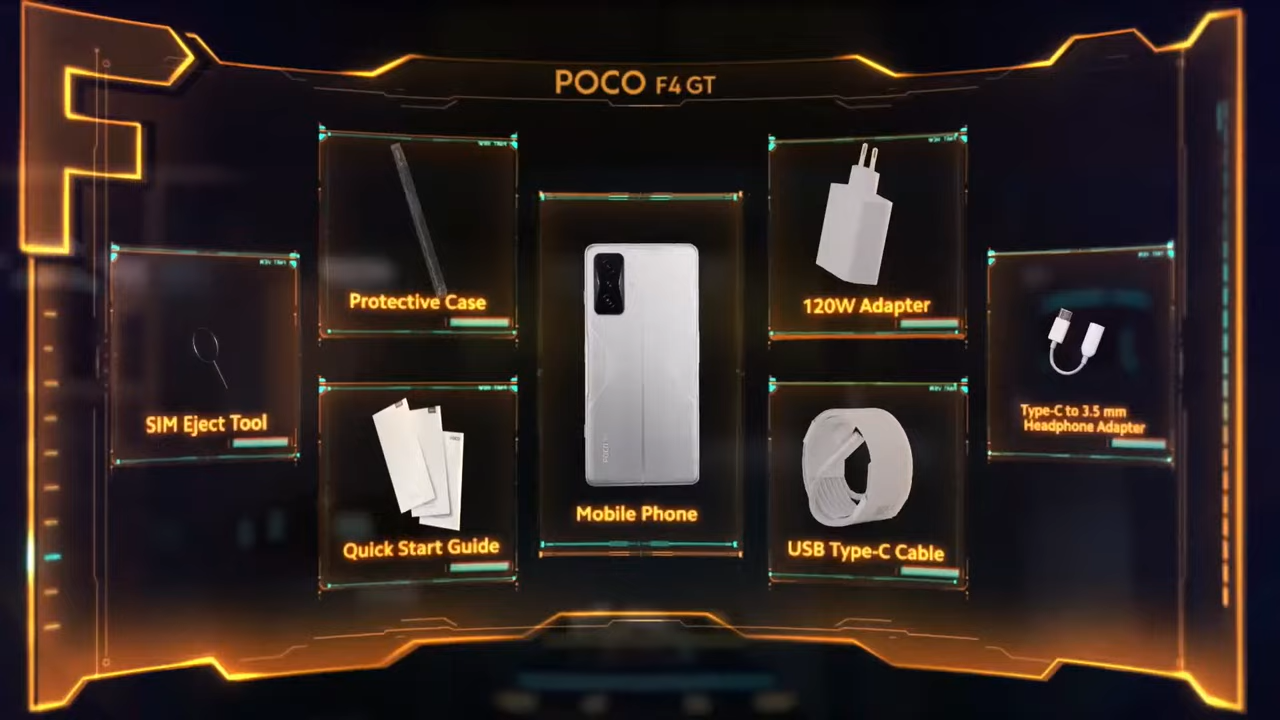 POCO F4 GT
Protective Case
120W Adapter
SIM Eject Tool
Mobile Phone
Type-C to 3.5 mm
Headphone Adapter
Quick Start Guide
USB Type-C Cable